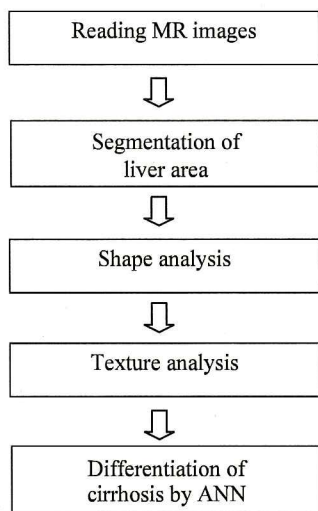 Reading MR images
Segmentation of
liver area
Shape analysis
Texture analysis
Differentiation of
cirrhosis by ANN